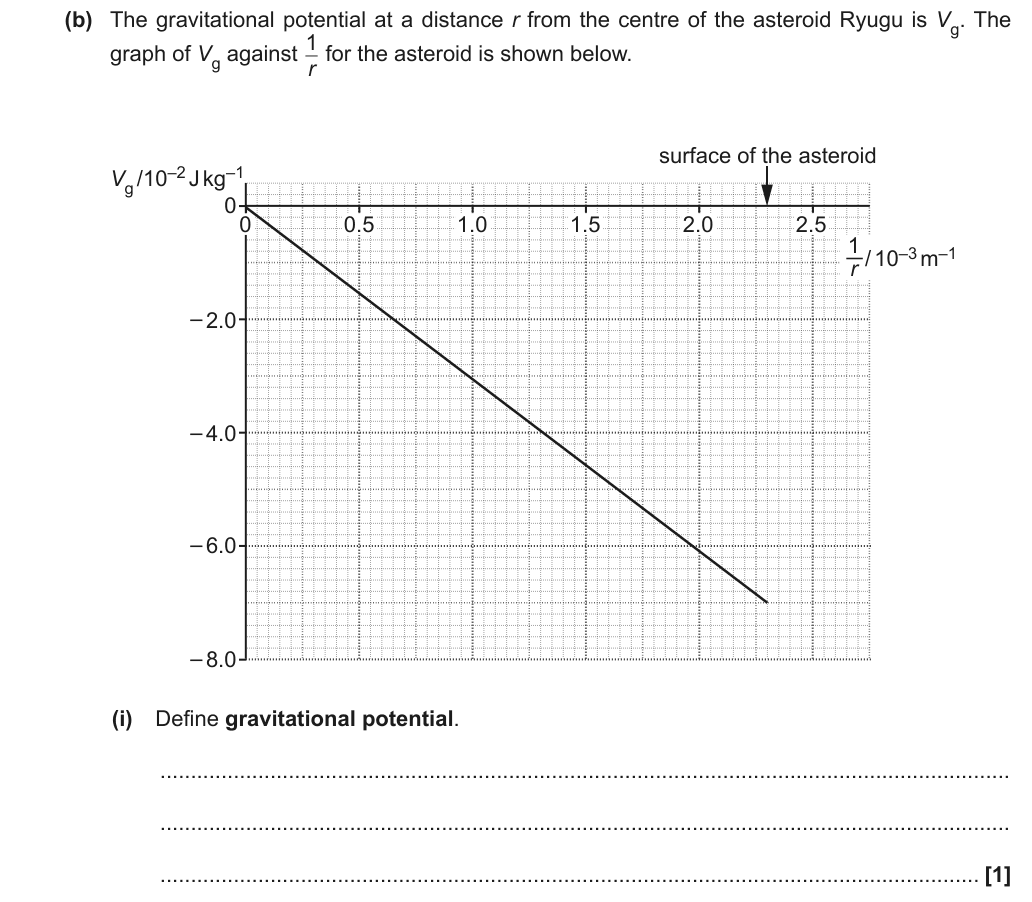 (b) The gravitational potential at a distance r from the centre of the asteroid Ryugu is Vg. The
graph of Vg against 1/r for the asteroid is shown below.
surface of the asteroid
Vg/10⁻² J kg⁻¹
0
0 0.5 1.0 1.5 2.0 2.5
1/r / 10⁻³ m⁻¹
−2.0
−4.0
−6.0
−8.0
(i) Define gravitational potential.
..........................................................................................
..........................................................................................
.......................................................................................... [1]